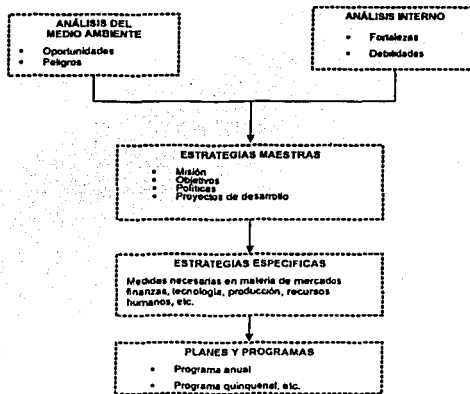 ANÁLISIS DEL
MEDIO AMBIENTE
• Oportunidades
• Peligros
ANÁLISIS INTERNO
• Fortalezas
• Debilidades
ESTRATEGIAS MAESTRAS
• Misión
• Objetivos
• Políticas
• Proyectos de desarrollo
ESTRATEGIAS ESPECIFICAS
Medidas necesarias en materia de mercados
finanzas, tecnología, producción, recursos
humanos, etc.
PLANES Y PROGRAMAS
• Programa anual
• Programa quinquenal, etc.